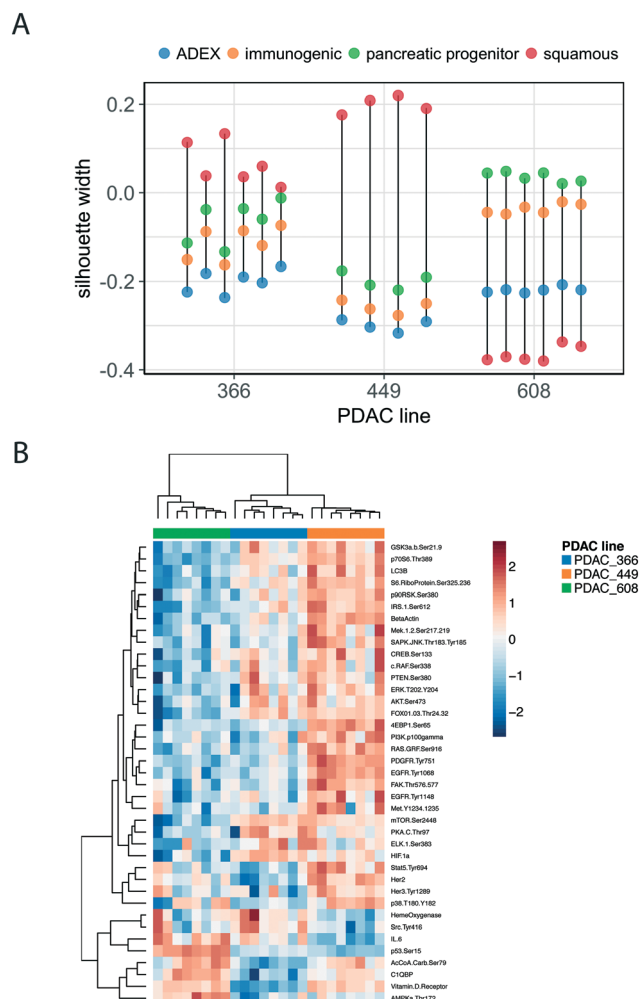 A
ADEX immunogenic pancreatic progenitor squamous
silhouette width
0.2
0.0
-0.2
-0.4
366 449 608
PDAC line
B
GSK3a.b.Ser21.9
p70S6.Thr389
LC3B
S6.RiboProtein.Ser325.236
p90RSK.Ser380
IRS.1.Ser612
BetaActin
Mek.1.2.Ser217.219
SAPK.JNK.Thr183.Tyr185
CREB.Ser133
c.RAF.Ser338
PTEN.Ser380
ERK.T202.Y204
AKT.Ser473
FOX01.03.Thr24.32
4EBP1.Ser65
PI3K.p100gamma
RAS.GRF.Ser916
PDGFR.Tyr751
EGFR.Tyr1068
FAK.Thr576.577
EGFR.Tyr1148
Met.Y1234.1235
mTOR.Ser2448
PKA.C.Thr97
ELK.1.Ser383
HIF.1a
Stat5.Tyr694
Her2
Her3.Tyr1289
p38.T180.Y182
HemeOxygenase
Src.Tyr416
IL.6
p53.Ser15
AcCoA.Carb.Ser79
C1QBP
Vitamin.D.Receptor
AMPKa.Thr172
2
1
0
−1
−2
PDAC line
PDAC_366
PDAC_449
PDAC_608